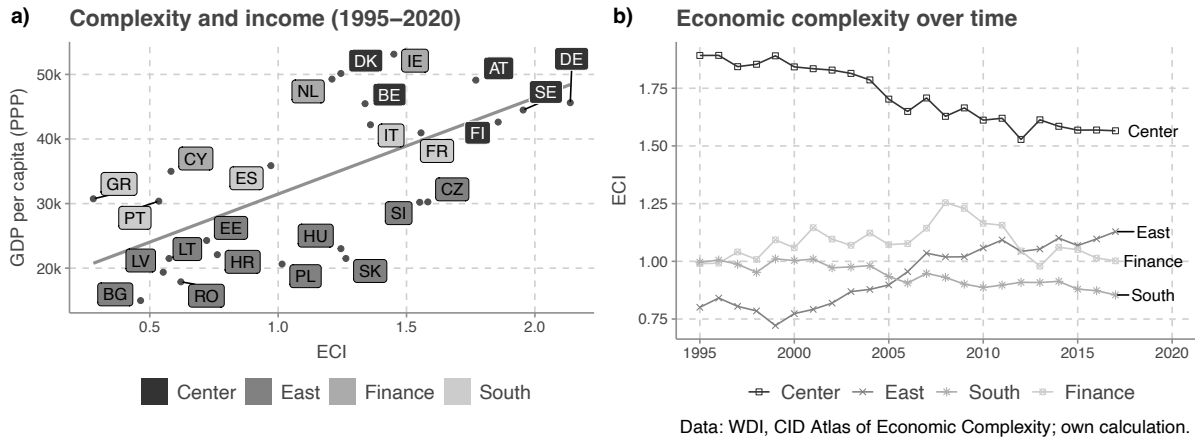 a) Complexity and income (1995–2020)
GDP per capita (PPP)
50k
40k
30k
20k
DK
IE
AT
DE
NL
BE
SE
IT
FI
FR
CY
ES
GR
PT
CZ
SI
EE
HU
LT
LV
HR
PL
SK
BG
RO
0.5 1.0 1.5 2.0
ECI
Center East Finance South
b) Economic complexity over time
ECI
1.75
1.50
1.25
1.00
0.75
Center
East
Finance
South
1995 2000 2005 2010 2015 2020
Center East South Finance
Data: WDI, CID Atlas of Economic Complexity; own calculation.